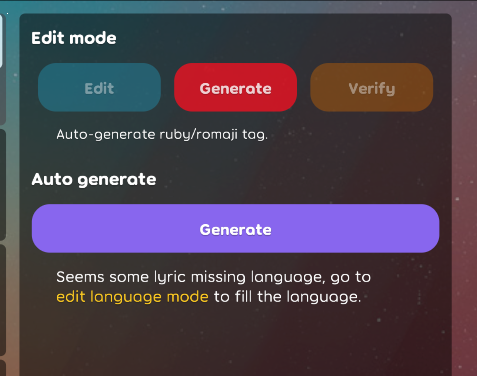 Edit mode
Edit Generate Verify
Auto-generate ruby/romaji tag.
Auto generate
Generate
Seems some lyric missing language, go to
edit language mode to fill the language.